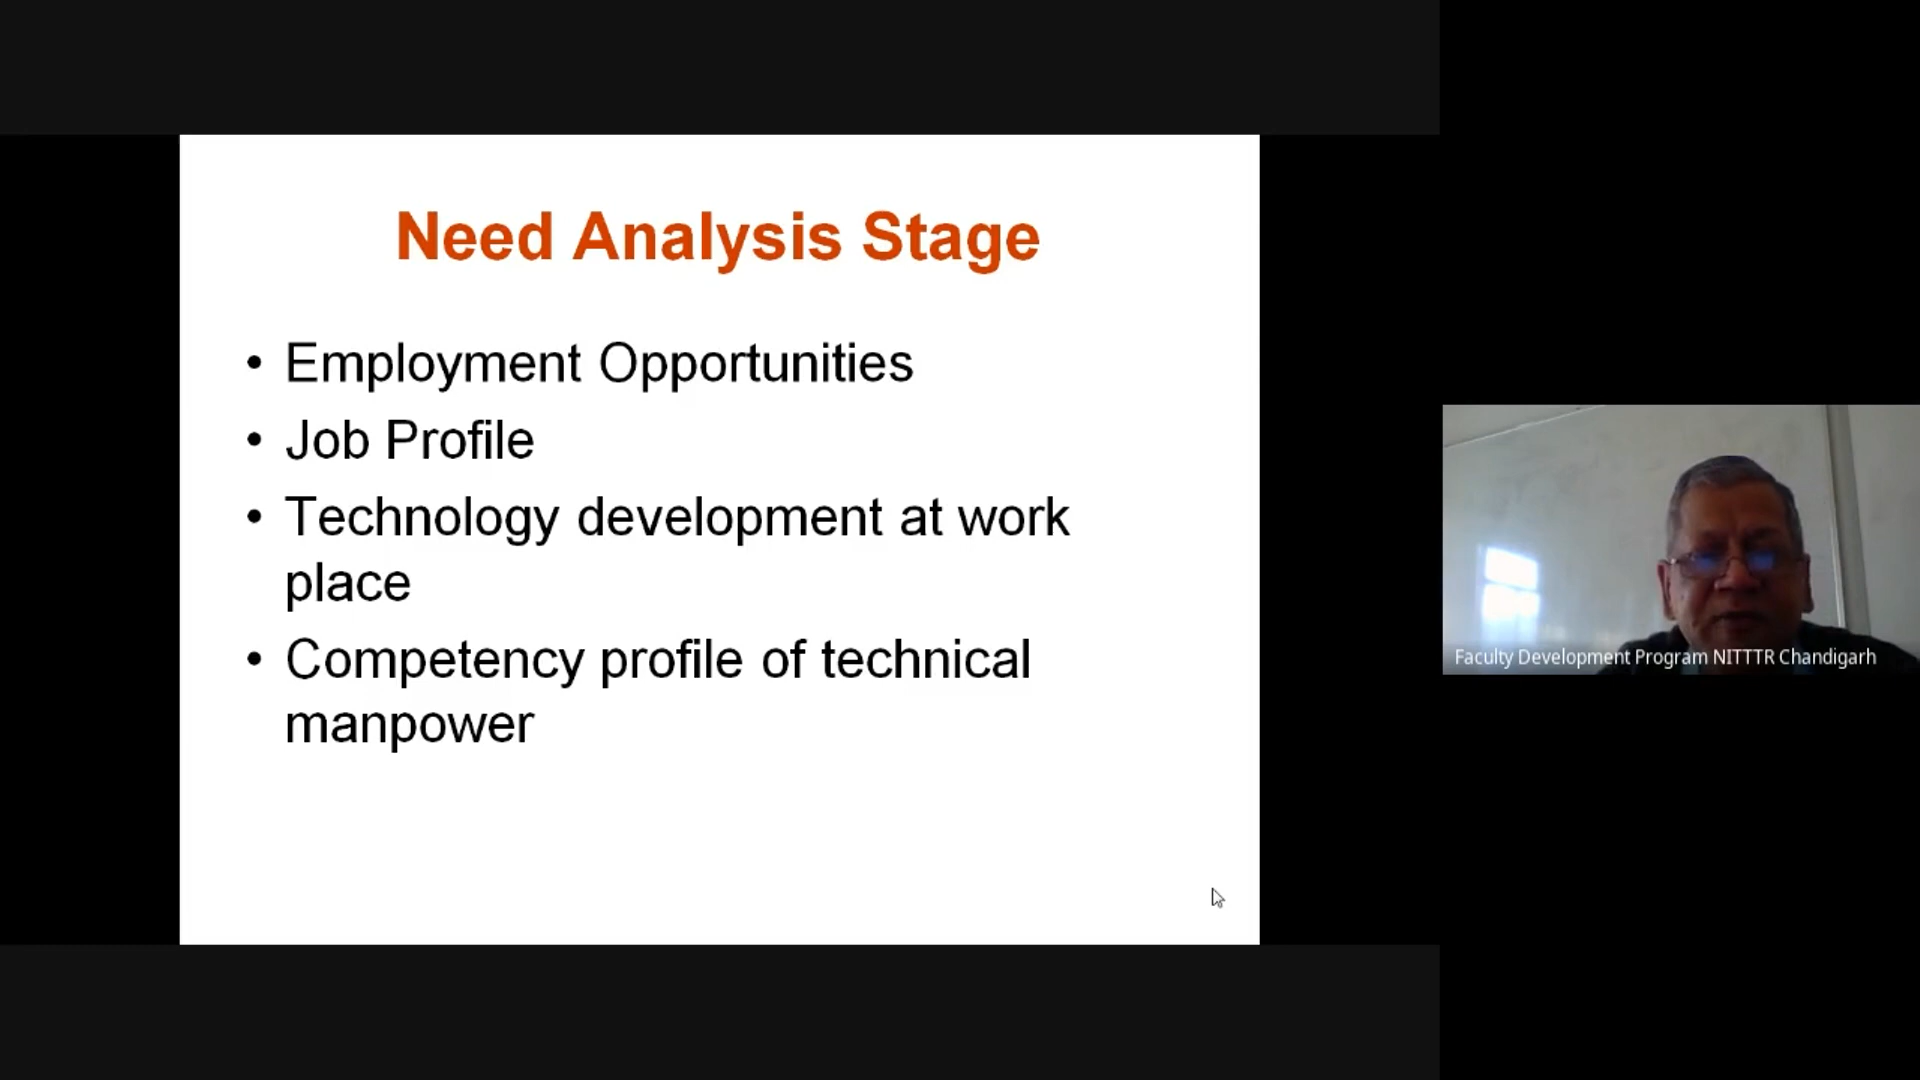 Need Analysis Stage
• Employment Opportunities
• Job Profile
• Technology development at work
place
• Competency profile of technical
manpower
Faculty Development Program NITTTR Chandigarh